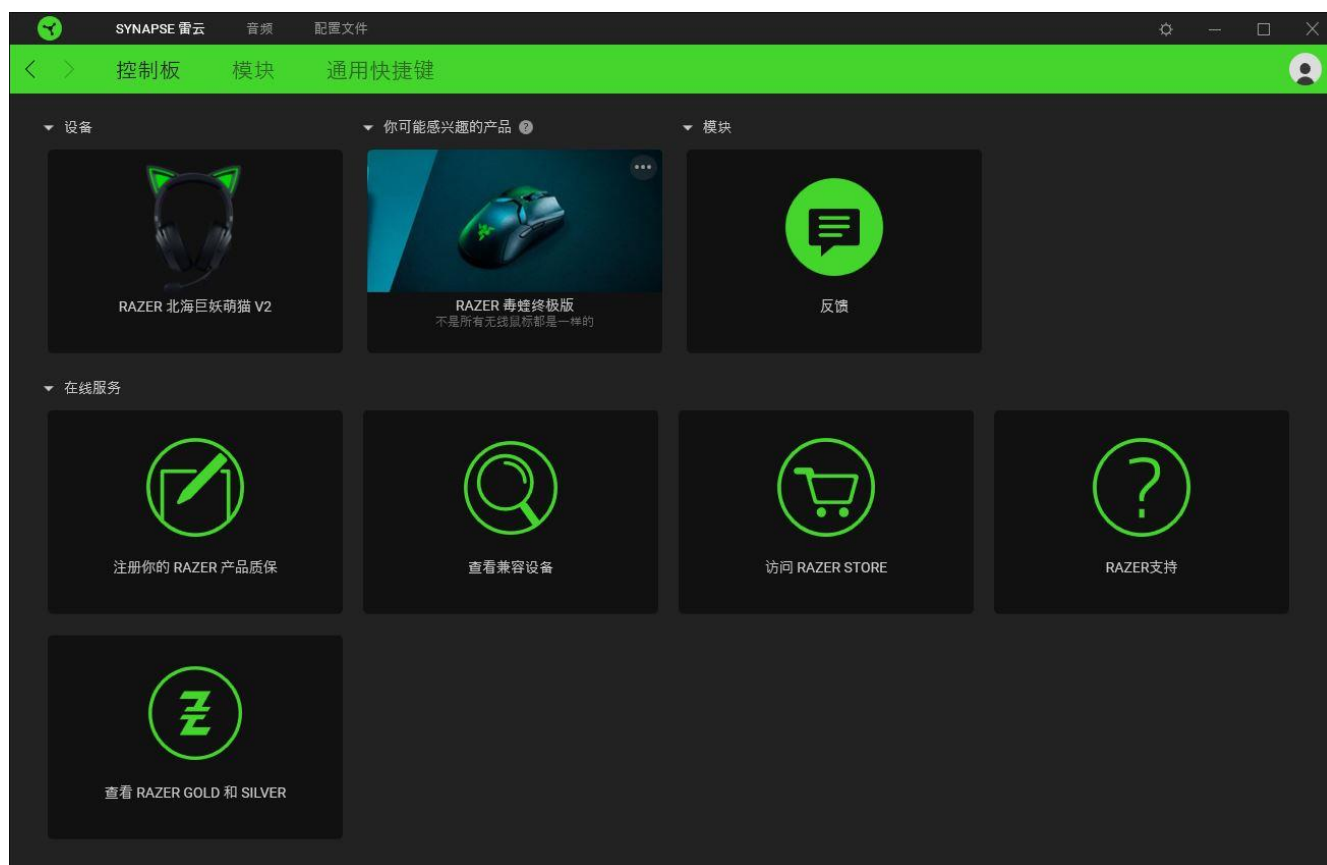 SYNAPSE 雷云 音频 配置文件
控制板 模块 通用快捷键
设备
你可能感兴趣的产品 ?
模块
RAZER 北海巨妖萌猫 V2
RAZER 毒蝰终极版
不是所有无线鼠标都是一样的
反馈
在线服务
注册你的 RAZER 产品质保
查看兼容设备
访问 RAZER STORE
RAZER支持
查看 RAZER GOLD 和 SILVER